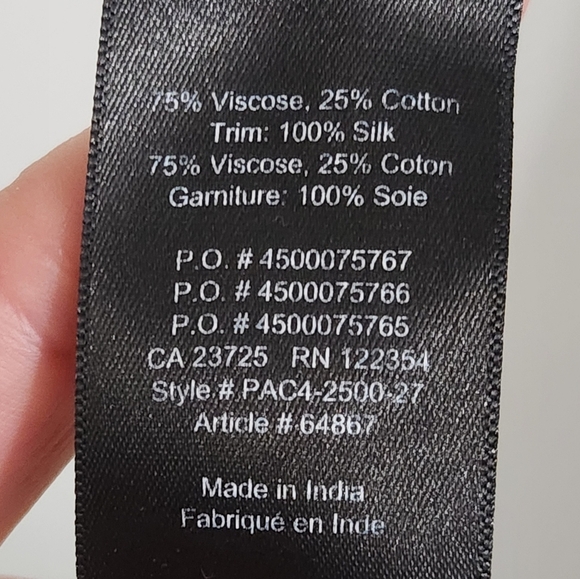 75% Viscose, 25% Cotton
Trim: 100% Silk
75% Viscose, 25% Coton
Garniture: 100% Soie
P.O. # 4500075767
P.O. # 4500075766
P.O. # 4500075765
CA 23725 RN 122354
Style # PAC4-2500-27
Article # 64867
Made in India
Fabriqué en Inde